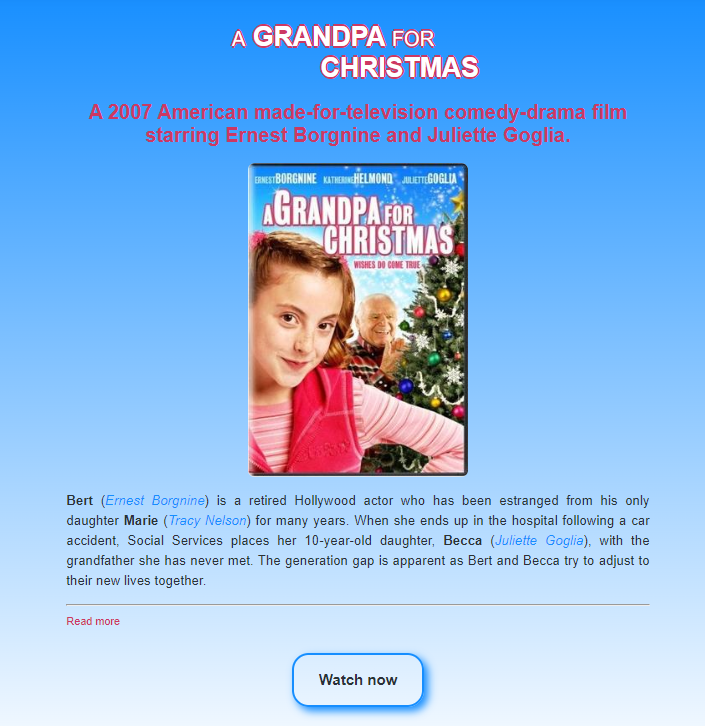 A GRANDPA FOR
CHRISTMAS
A 2007 American made-for-television comedy-drama film
starring Ernest Borgnine and Juliette Goglia.
ERNEST BORGNINE KATHERINE HELMOND JULIETTE GOGLIA
A GRANDPA FOR
CHRISTMAS
WISHES DO COME TRUE
Bert (Ernest Borgnine) is a retired Hollywood actor who has been estranged from his only
daughter Marie (Tracy Nelson) for many years. When she ends up in the hospital following a car
accident, Social Services places her 10-year-old daughter, Becca (Juliette Goglia), with the
grandfather she has never met. The generation gap is apparent as Bert and Becca try to adjust to
their new lives together.
Read more
Watch now